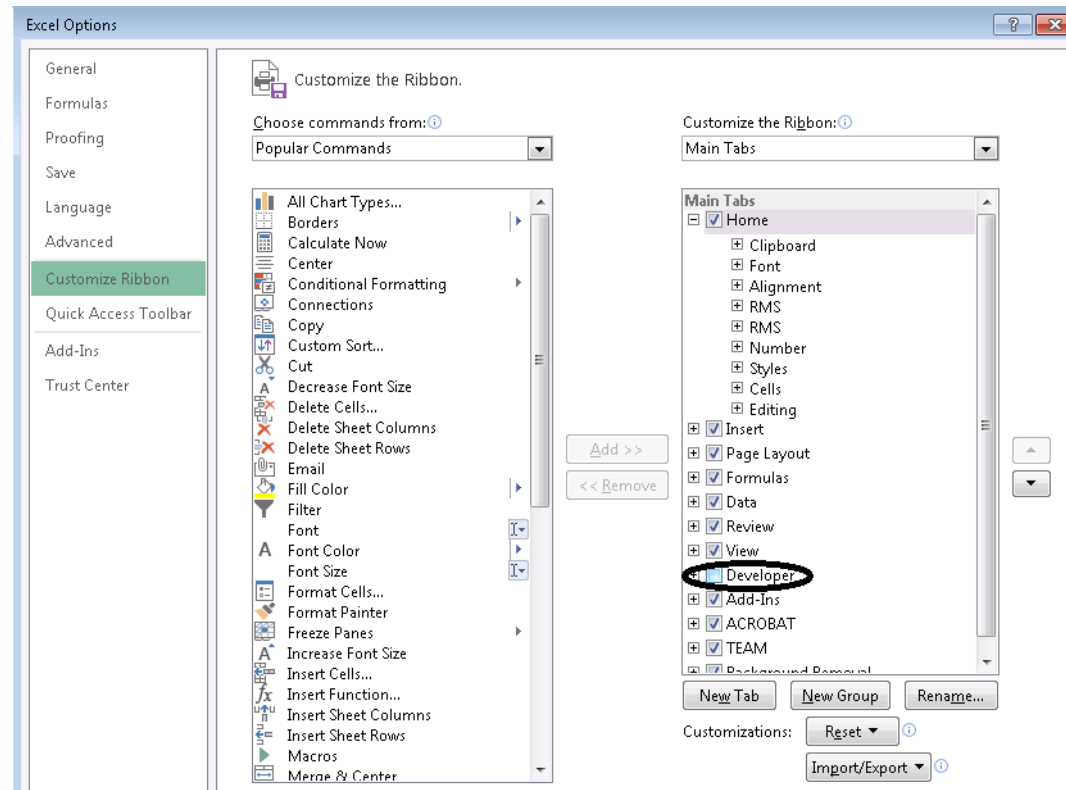 Excel Options
General
Formulas
Proofing
Save
Language
Advanced
Customize Ribbon
Quick Access Toolbar
Add-Ins
Trust Center
Customize the Ribbon.
Choose commands from:
Popular Commands
All Chart Types...
Borders
Calculate Now
Center
Conditional Formatting
Connections
Copy
Custom Sort...
Cut
Decrease Font Size
Delete Cells...
Delete Sheet Columns
Delete Sheet Rows
Email
Fill Color
Filter
Font
Font Color
Font Size
Format Cells...
Format Painter
Freeze Panes
Increase Font Size
Insert Cells...
Insert Function...
Insert Sheet Columns
Insert Sheet Rows
Macros
Merge & Center
Add >>
<< Remove
Customize the Ribbon:
Main Tabs
Main Tabs
Home
Clipboard
Font
Alignment
RMS
RMS
Number
Styles
Cells
Editing
Insert
Page Layout
Formulas
Data
Review
View
Developer
Add-Ins
ACROBAT
TEAM
Background Removal
New Tab
New Group
Rename...
Customizations:
Reset
Import/Export